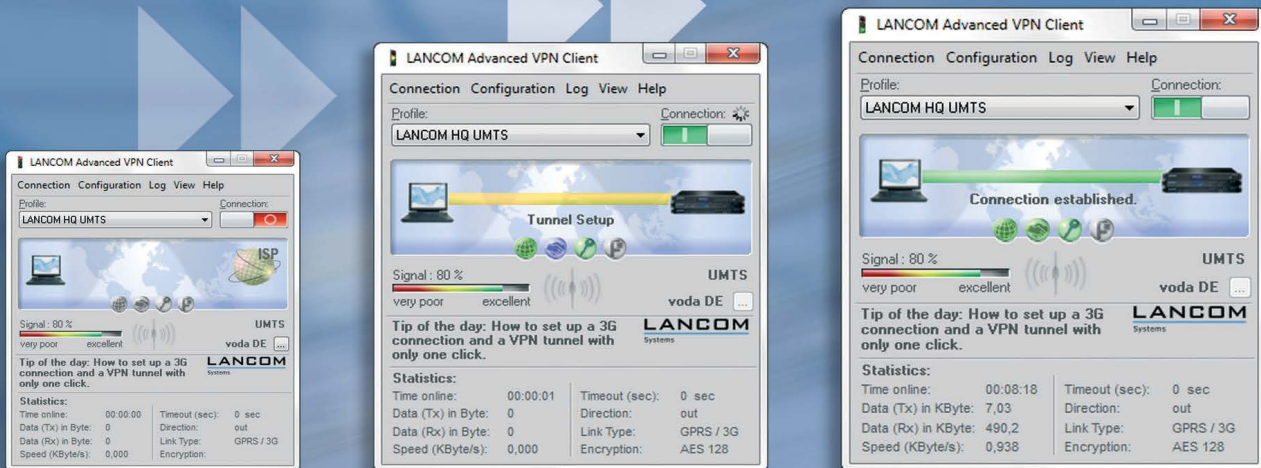 LANCOM Advanced VPN Client
Connection Configuration Log View Help
Profile: Connection:
LANCOM HQ UMTS
ISP
Signal : 80 % UMTS
very poor excellent voda DE ...
Tip of the day: How to set up a 3G
connection and a VPN tunnel with
only one click.
LANCOM
Systems
Statistics:
Time online: 00:00:00 Timeout (sec): 0 sec
Data (Tx) in Byte: 0 Direction: out
Data (Rx) in Byte: 0 Link Type: GPRS / 3G
Speed (KByte/s): 0,000 Encryption:
LANCOM Advanced VPN Client
Connection Configuration Log View Help
Profile: Connection:
LANCOM HQ UMTS
Tunnel Setup
Signal : 80 % UMTS
very poor excellent voda DE ...
Tip of the day: How to set up a 3G
connection and a VPN tunnel with
only one click.
LANCOM
Systems
Statistics:
Time online: 00:00:01 Timeout (sec): 0 sec
Data (Tx) in Byte: 0 Direction: out
Data (Rx) in Byte: 0 Link Type: GPRS / 3G
Speed (KByte/s): 0,000 Encryption: AES 128
LANCOM Advanced VPN Client
Connection Configuration Log View Help
Profile: Connection:
LANCOM HQ UMTS
Connection established.
Signal : 80 % UMTS
very poor excellent voda DE ...
Tip of the day: How to set up a 3G
connection and a VPN tunnel with
only one click.
LANCOM
Systems
Statistics:
Time online: 00:08:18 Timeout (sec): 0 sec
Data (Tx) in KByte: 7,03 Direction: out
Data (Rx) in KByte: 490,2 Link Type: GPRS / 3G
Speed (KByte/s): 0,938 Encryption: AES 128